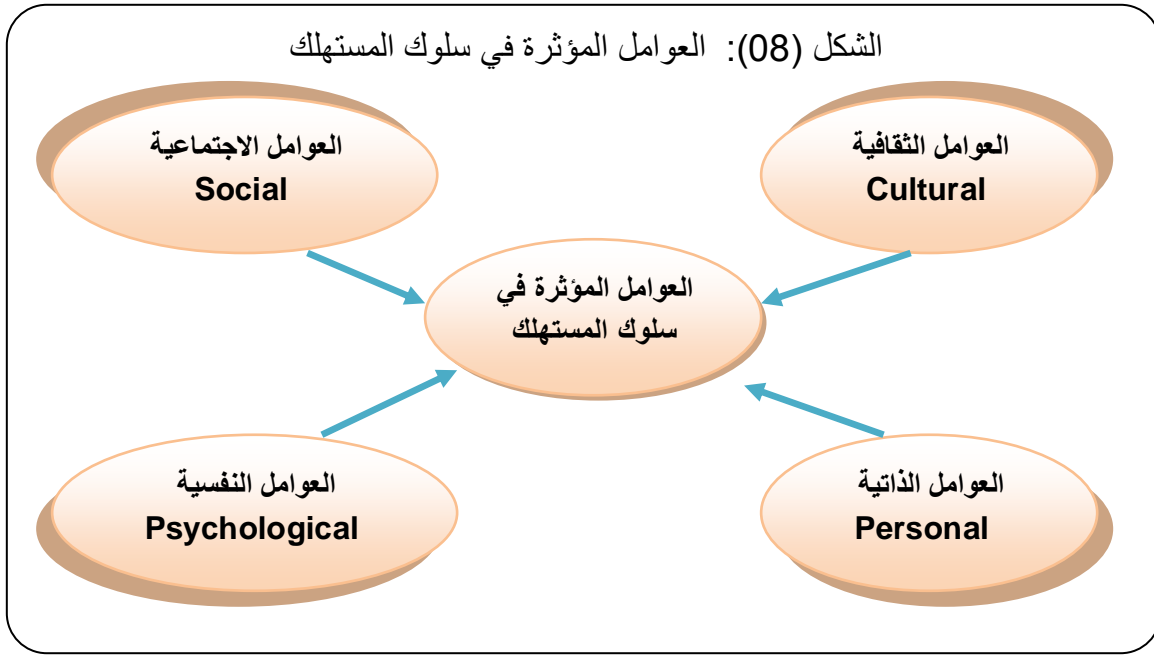 الشكل (08): العوامل المؤثرة في سلوك المستهلك
العوامل الثقافية
Cultural
العوامل الاجتماعية
Social
العوامل المؤثرة في
سلوك المستهلك
العوامل الذاتية
Personal
العوامل النفسية
Psychological